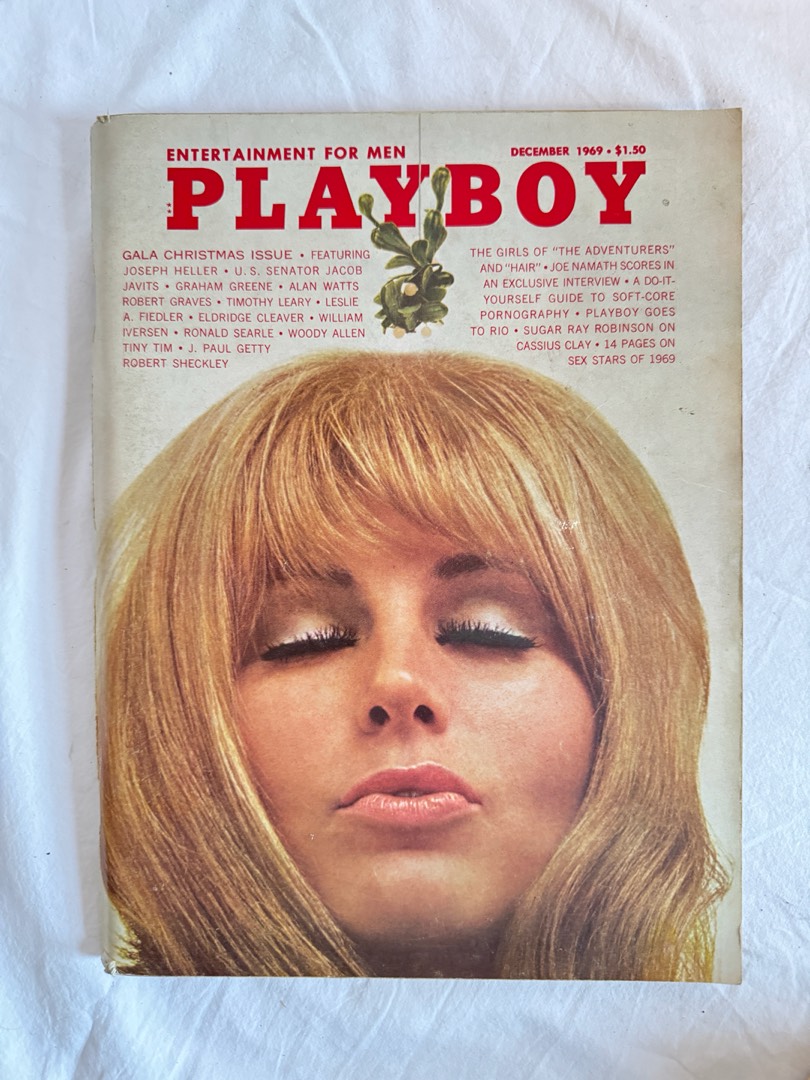 ENTERTAINMENT FOR MEN
DECEMBER 1969 • $1.50
PLAYBOY
GALA CHRISTMAS ISSUE • FEATURING
JOSEPH HELLER • U. S. SENATOR JACOB
JAVITS • GRAHAM GREENE • ALAN WATTS
ROBERT GRAVES • TIMOTHY LEARY • LESLIE
A. FIEDLER • ELDRIDGE CLEAVER • WILLIAM
IVERSEN • RONALD SEARLE • WOODY ALLEN
TINY TIM • J. PAUL GETTY
ROBERT SHECKLEY
THE GIRLS OF "THE ADVENTURERS"
AND "HAIR" • JOE NAMATH SCORES IN
AN EXCLUSIVE INTERVIEW • A DO-IT-
YOURSELF GUIDE TO SOFT-CORE
PORNOGRAPHY • PLAYBOY GOES
TO RIO • SUGAR RAY ROBINSON ON
CASSIUS CLAY • 14 PAGES ON
SEX STARS OF 1969